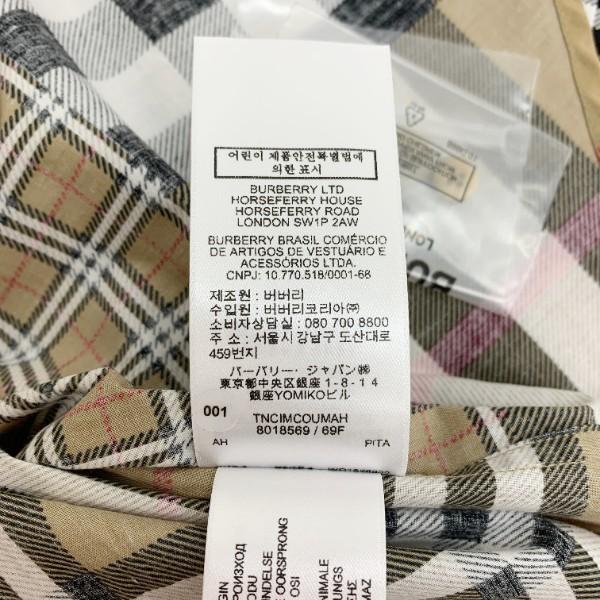 어린이 제품안전특별법에
의한 표시
BURBERRY LTD
HORSEFERRY HOUSE
HORSEFERRY ROAD
LONDON SW1P 2AW
BURBERRY BRASIL COMÉRCIO
DE ARTIGOS DE VESTUÁRIO E
ACESSÓRIOS LTDA.
CNPJ: 10.770.518/0001-68
제조원 : 버버리
수입원 : 버버리코리아㈜
소비자상담실 : 080 700 8800
주 소 : 서울시 강남구 도산대로
459번지
バーバリー・ジャパン㈱
東京都中央区銀座1-8-14
銀座YOMIKOビル
001
TNCIMCOUMAH
8018569 / 69F
AH PITA